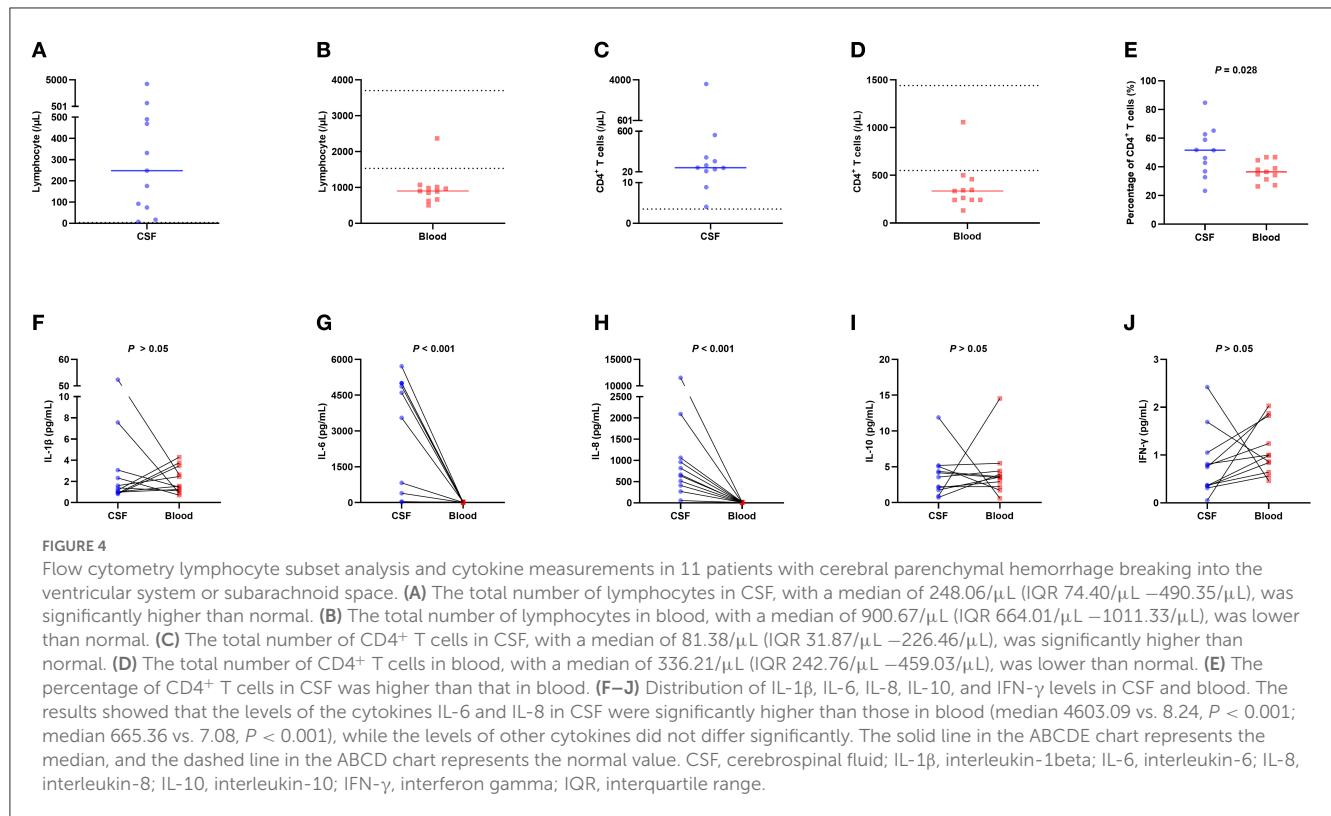 A
B
C
D
E
Lymphocyte (/μL)
5000
501
500
400
300
200
100
0
CSF
Lymphocyte (/μL)
4000
3000
2000
1000
0
Blood
CD4⁺ T cells (/μL)
4000
601
600
20
10
0
CSF
CD4⁺ T cells (/μL)
1500
1000
500
0
Blood
P = 0.028
Percentage of CD4⁺ T cells (%)
100
80
60
40
20
0
CSF
Blood
F
G
H
I
J
P > 0.05
IL-1β (pg/mL)
60
50
10
8
6
4
2
0
CSF
Blood
P < 0.001
IL-6 (pg/mL)
6000
4500
3000
1500
0
CSF
Blood
P < 0.001
IL-8 (pg/mL)
15000
10000
5000
2500
2000
1500
1000
500
0
CSF
Blood
P > 0.05
IL-10 (pg/mL)
20
15
10
5
0
CSF
Blood
P > 0.05
IFN-γ (pg/mL)
3
2
1
0
CSF
Blood
FIGURE 4
Flow cytometry lymphocyte subset analysis and cytokine measurements in 11 patients with cerebral parenchymal hemorrhage breaking into the
ventricular system or subarachnoid space. (A) The total number of lymphocytes in CSF, with a median of 248.06/μL (IQR 74.40/μL −490.35/μL), was
significantly higher than normal. (B) The total number of lymphocytes in blood, with a median of 900.67/μL (IQR 664.01/μL −1011.33/μL), was lower
than normal. (C) The total number of CD4⁺ T cells in CSF, with a median of 81.38/μL (IQR 31.87/μL −226.46/μL), was significantly higher than
normal. (D) The total number of CD4⁺ T cells in blood, with a median of 336.21/μL (IQR 242.76/μL −459.03/μL), was lower than normal. (E) The
percentage of CD4⁺ T cells in CSF was higher than that in blood. (F–J) Distribution of IL-1β, IL-6, IL-8, IL-10, and IFN-γ levels in CSF and blood. The
results showed that the levels of the cytokines IL-6 and IL-8 in CSF were significantly higher than those in blood (median 4603.09 vs. 8.24, P < 0.001;
median 665.36 vs. 7.08, P < 0.001), while the levels of other cytokines did not differ significantly. The solid line in the ABCDE chart represents the
median, and the dashed line in the ABCD chart represents the normal value. CSF, cerebrospinal fluid; IL-1β, interleukin-1beta; IL-6, interleukin-6; IL-8,
interleukin-8; IL-10, interleukin-10; IFN-γ, interferon gamma; IQR, interquartile range.